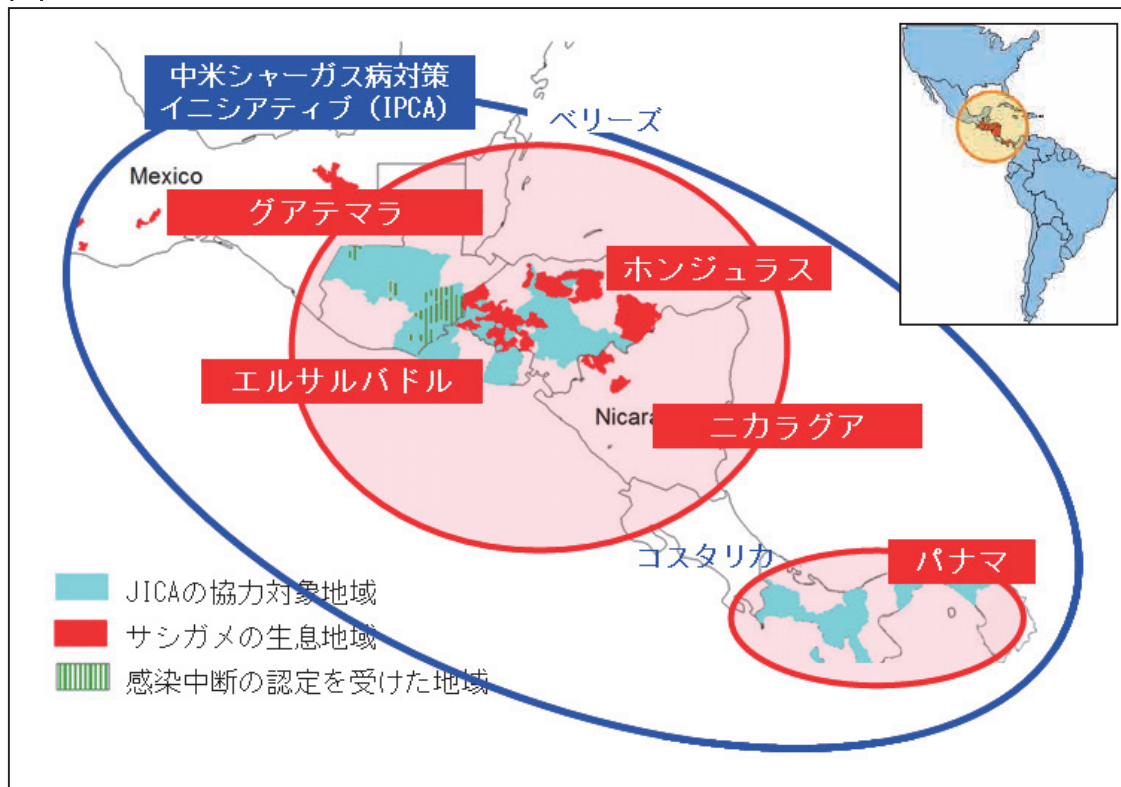 中米シャーガス病対策
イニシアティブ (IPCA)
ベリーズ
Mexico
グアテマラ
ホンジュラス
エルサルバドル
ニカラグア
コスタリカ
パナマ
JICAの協力対象地域
サシガメの生息地域
感染中断の認定を受けた地域